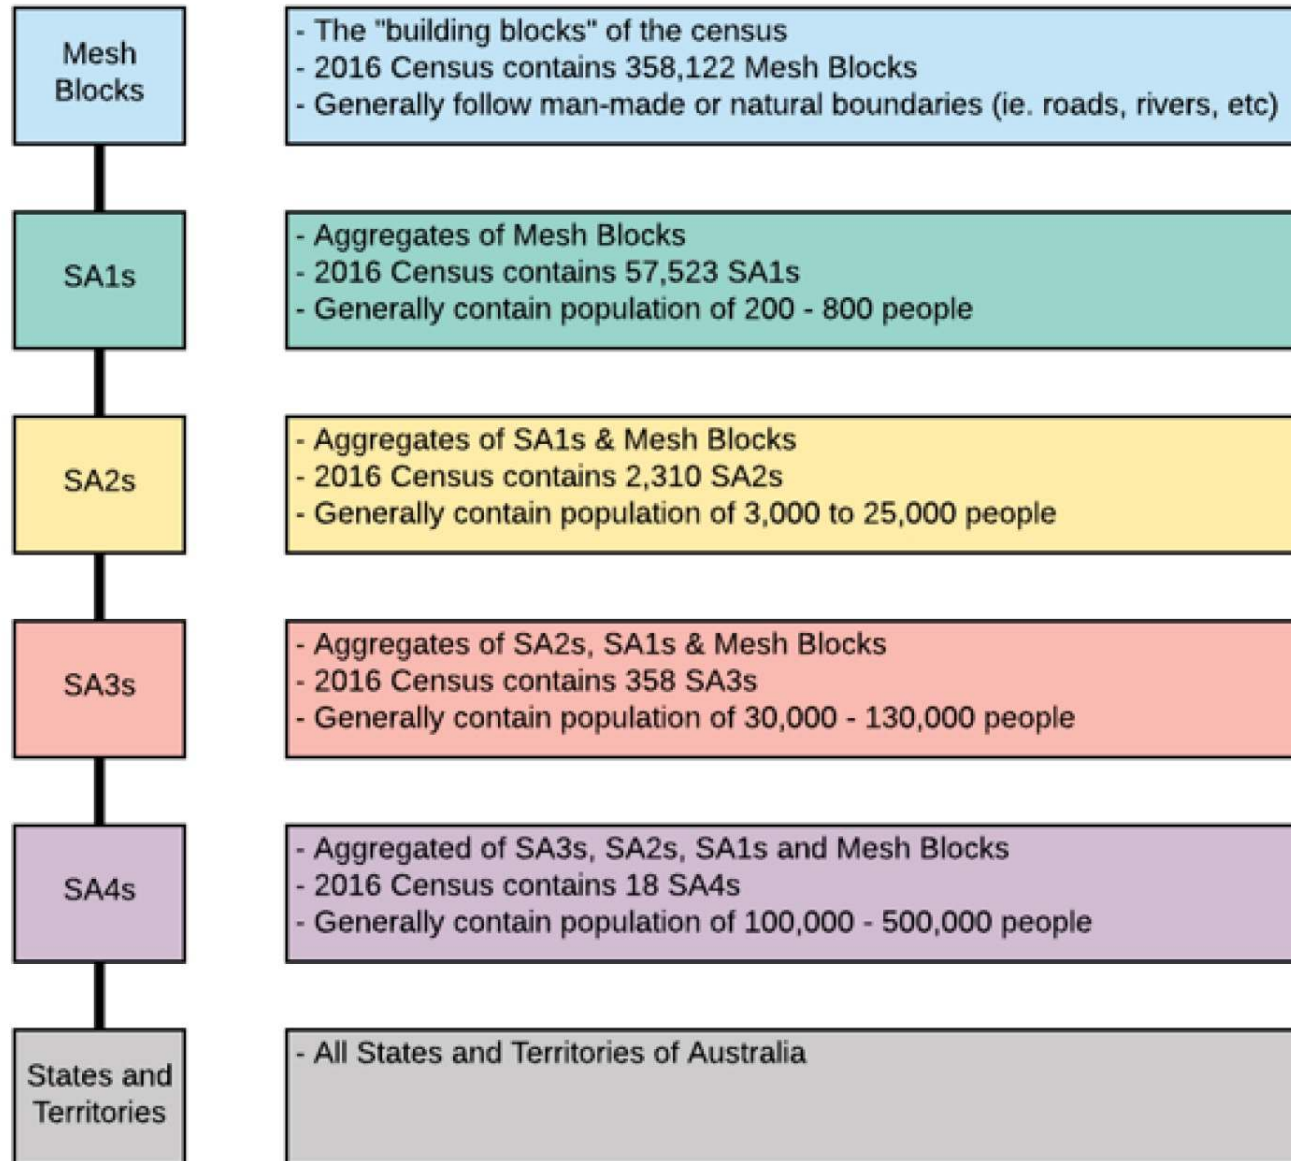 Mesh
Blocks
- The "building blocks" of the census
- 2016 Census contains 358,122 Mesh Blocks
- Generally follow man-made or natural boundaries (ie. roads, rivers, etc)
SA1s
- Aggregates of Mesh Blocks
- 2016 Census contains 57,523 SA1s
- Generally contain population of 200 - 800 people
SA2s
- Aggregates of SA1s & Mesh Blocks
- 2016 Census contains 2,310 SA2s
- Generally contain population of 3,000 to 25,000 people
SA3s
- Aggregates of SA2s, SA1s & Mesh Blocks
- 2016 Census contains 358 SA3s
- Generally contain population of 30,000 - 130,000 people
SA4s
- Aggregated of SA3s, SA2s, SA1s and Mesh Blocks
- 2016 Census contains 18 SA4s
- Generally contain population of 100,000 - 500,000 people
States and
Territories
- All States and Territories of Australia